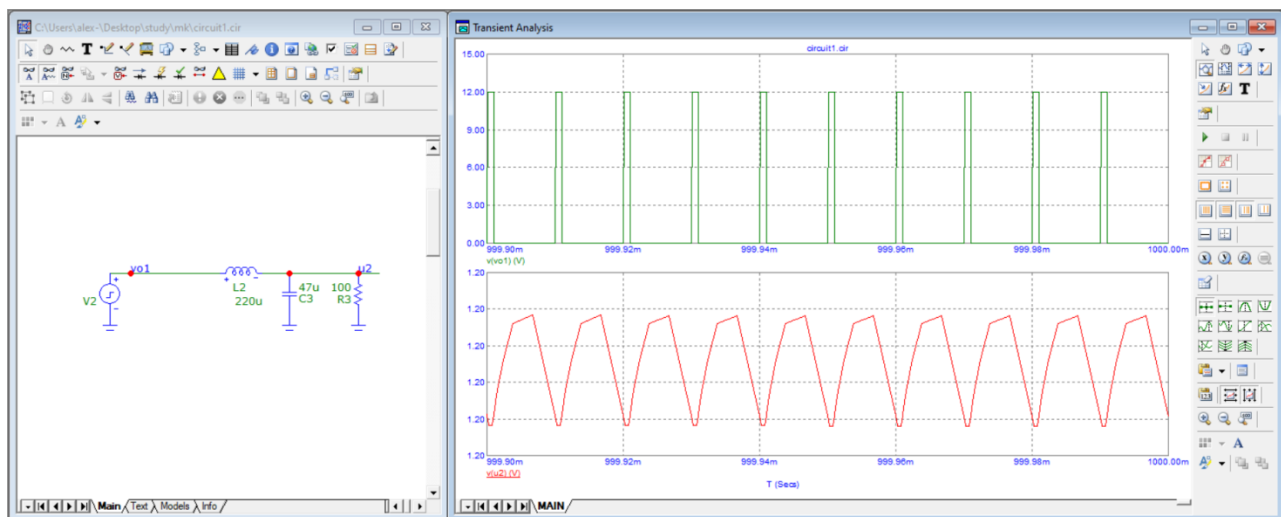 C:\Users\alex-\Desktop\study\mk\circuit1.cir
T
A
vo1
u2
L2
220u
47u
C3
100
R3
V2
Main
Text
Models
Info
Transient Analysis
circuit1.cir
15.00
12.00
9.00
6.00
3.00
0.00
999.90m 999.92m 999.94m 999.96m 999.98m 1000.00m
v(vo1) (V)
1.20
1.20
1.20
1.20
1.20
1.20
999.90m 999.92m 999.94m 999.96m 999.98m 1000.00m
v(u2) (V)
T (Secs)
MAIN
T
A